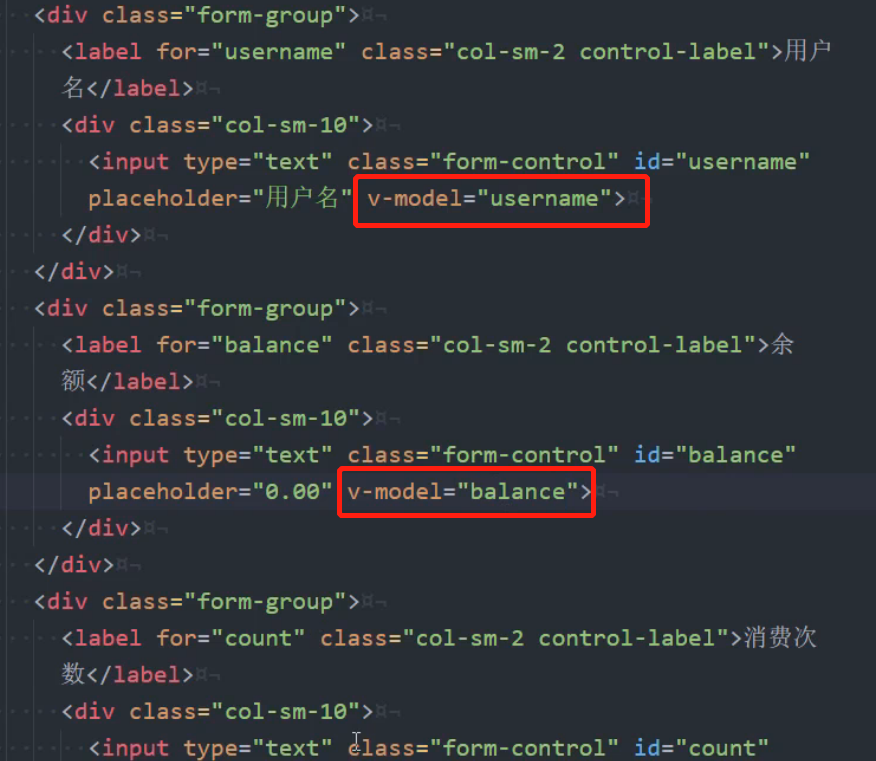 <div class="form-group">
<label for="username" class="col-sm-2 control-label">用户
名</label>
<div class="col-sm-10">
<input type="text" class="form-control" id="username"
placeholder="用户名" v-model="username">
</div>
</div>
<div class="form-group">
<label for="balance" class="col-sm-2 control-label">余
额</label>
<div class="col-sm-10">
<input type="text" class="form-control" id="balance"
placeholder="0.00" v-model="balance">
</div>
</div>
<div class="form-group">
<label for="count" class="col-sm-2 control-label">消费次
数</label>
<div class="col-sm-10">
<input type="text" class="form-control" id="count"